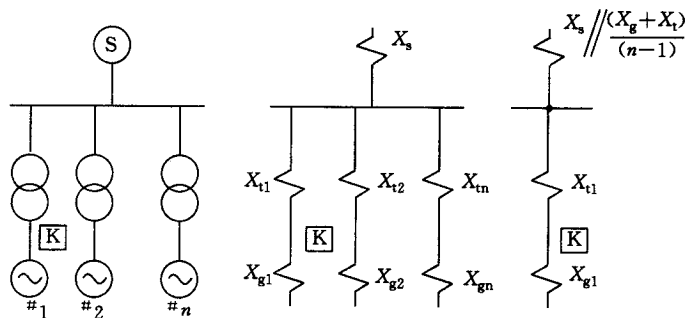 S
K
#1 #2 #n
Xs
Xt1 Xt2 Xtn
K
Xg1 Xg2 Xgn
Xs // (Xg+Xt)/(n−1)
Xt1
K
Xg1